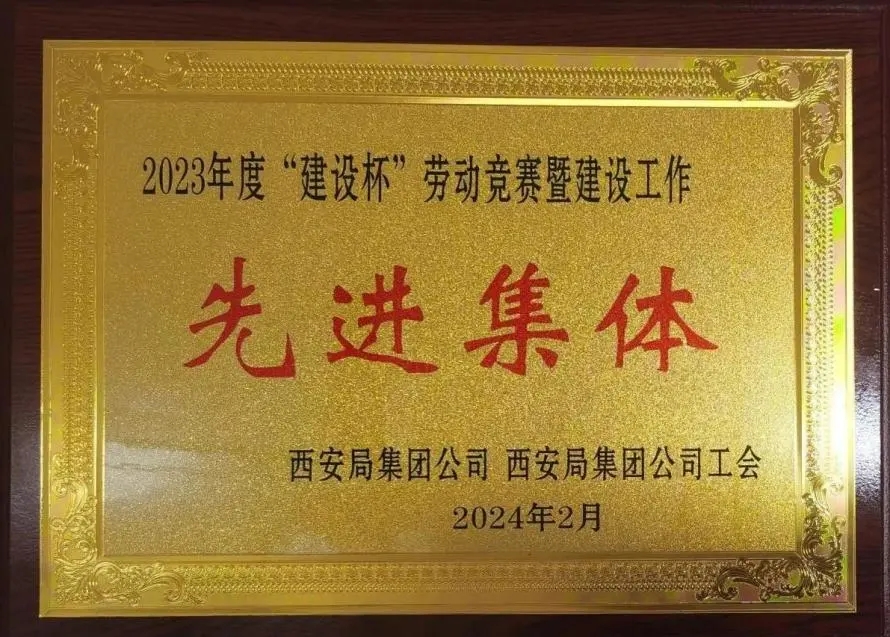 2023年度“建设杯”劳动竞赛暨建设工作
先进集体
西安局集团公司 西安局集团公司工会
2024年2月